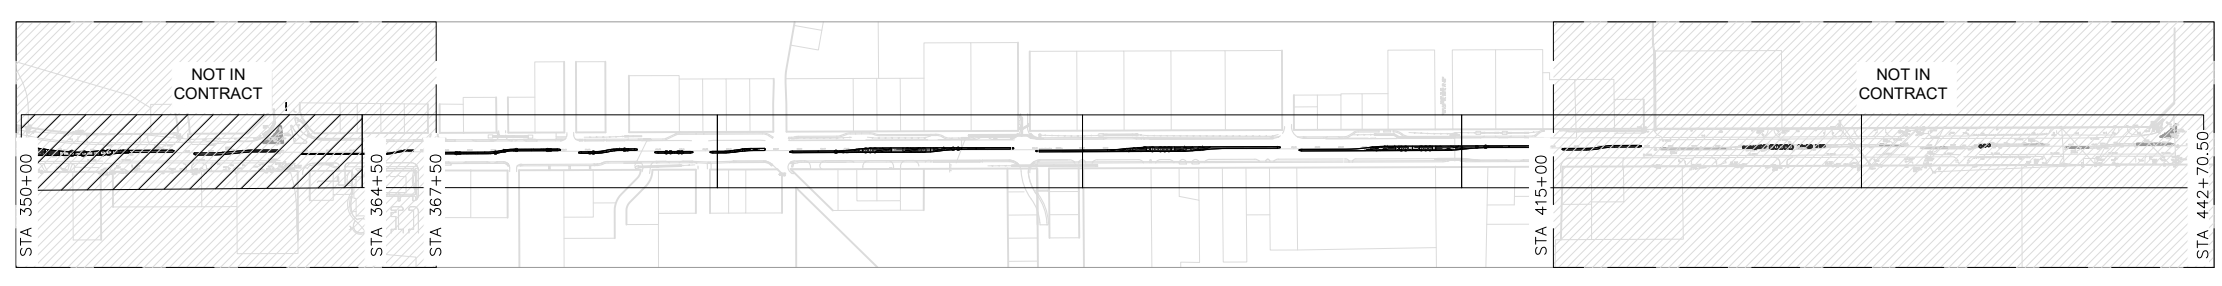 NOT IN
CONTRACT
NOT IN
CONTRACT
STA 350+00
STA 364+50
STA 367+50
STA 415+00
STA 442+70.50